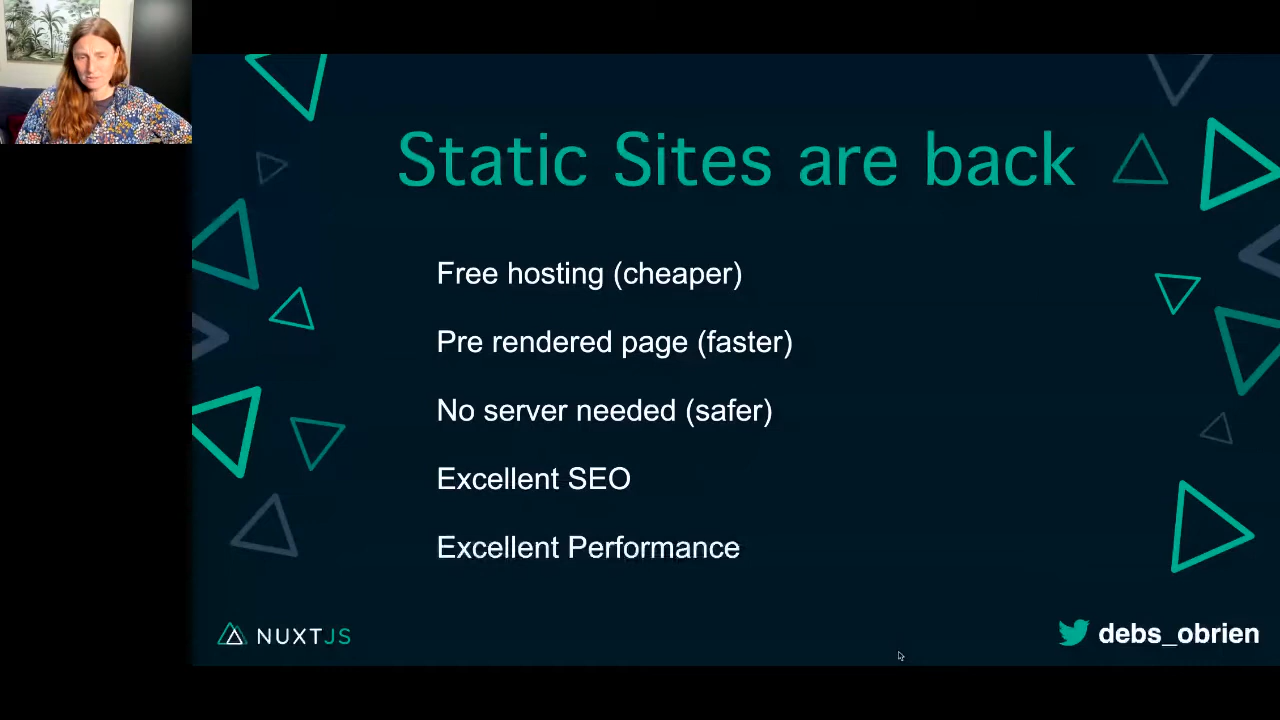 Static Sites are back
Free hosting (cheaper)
Pre rendered page (faster)
No server needed (safer)
Excellent SEO
Excellent Performance
NUXTJS
debs_obrien